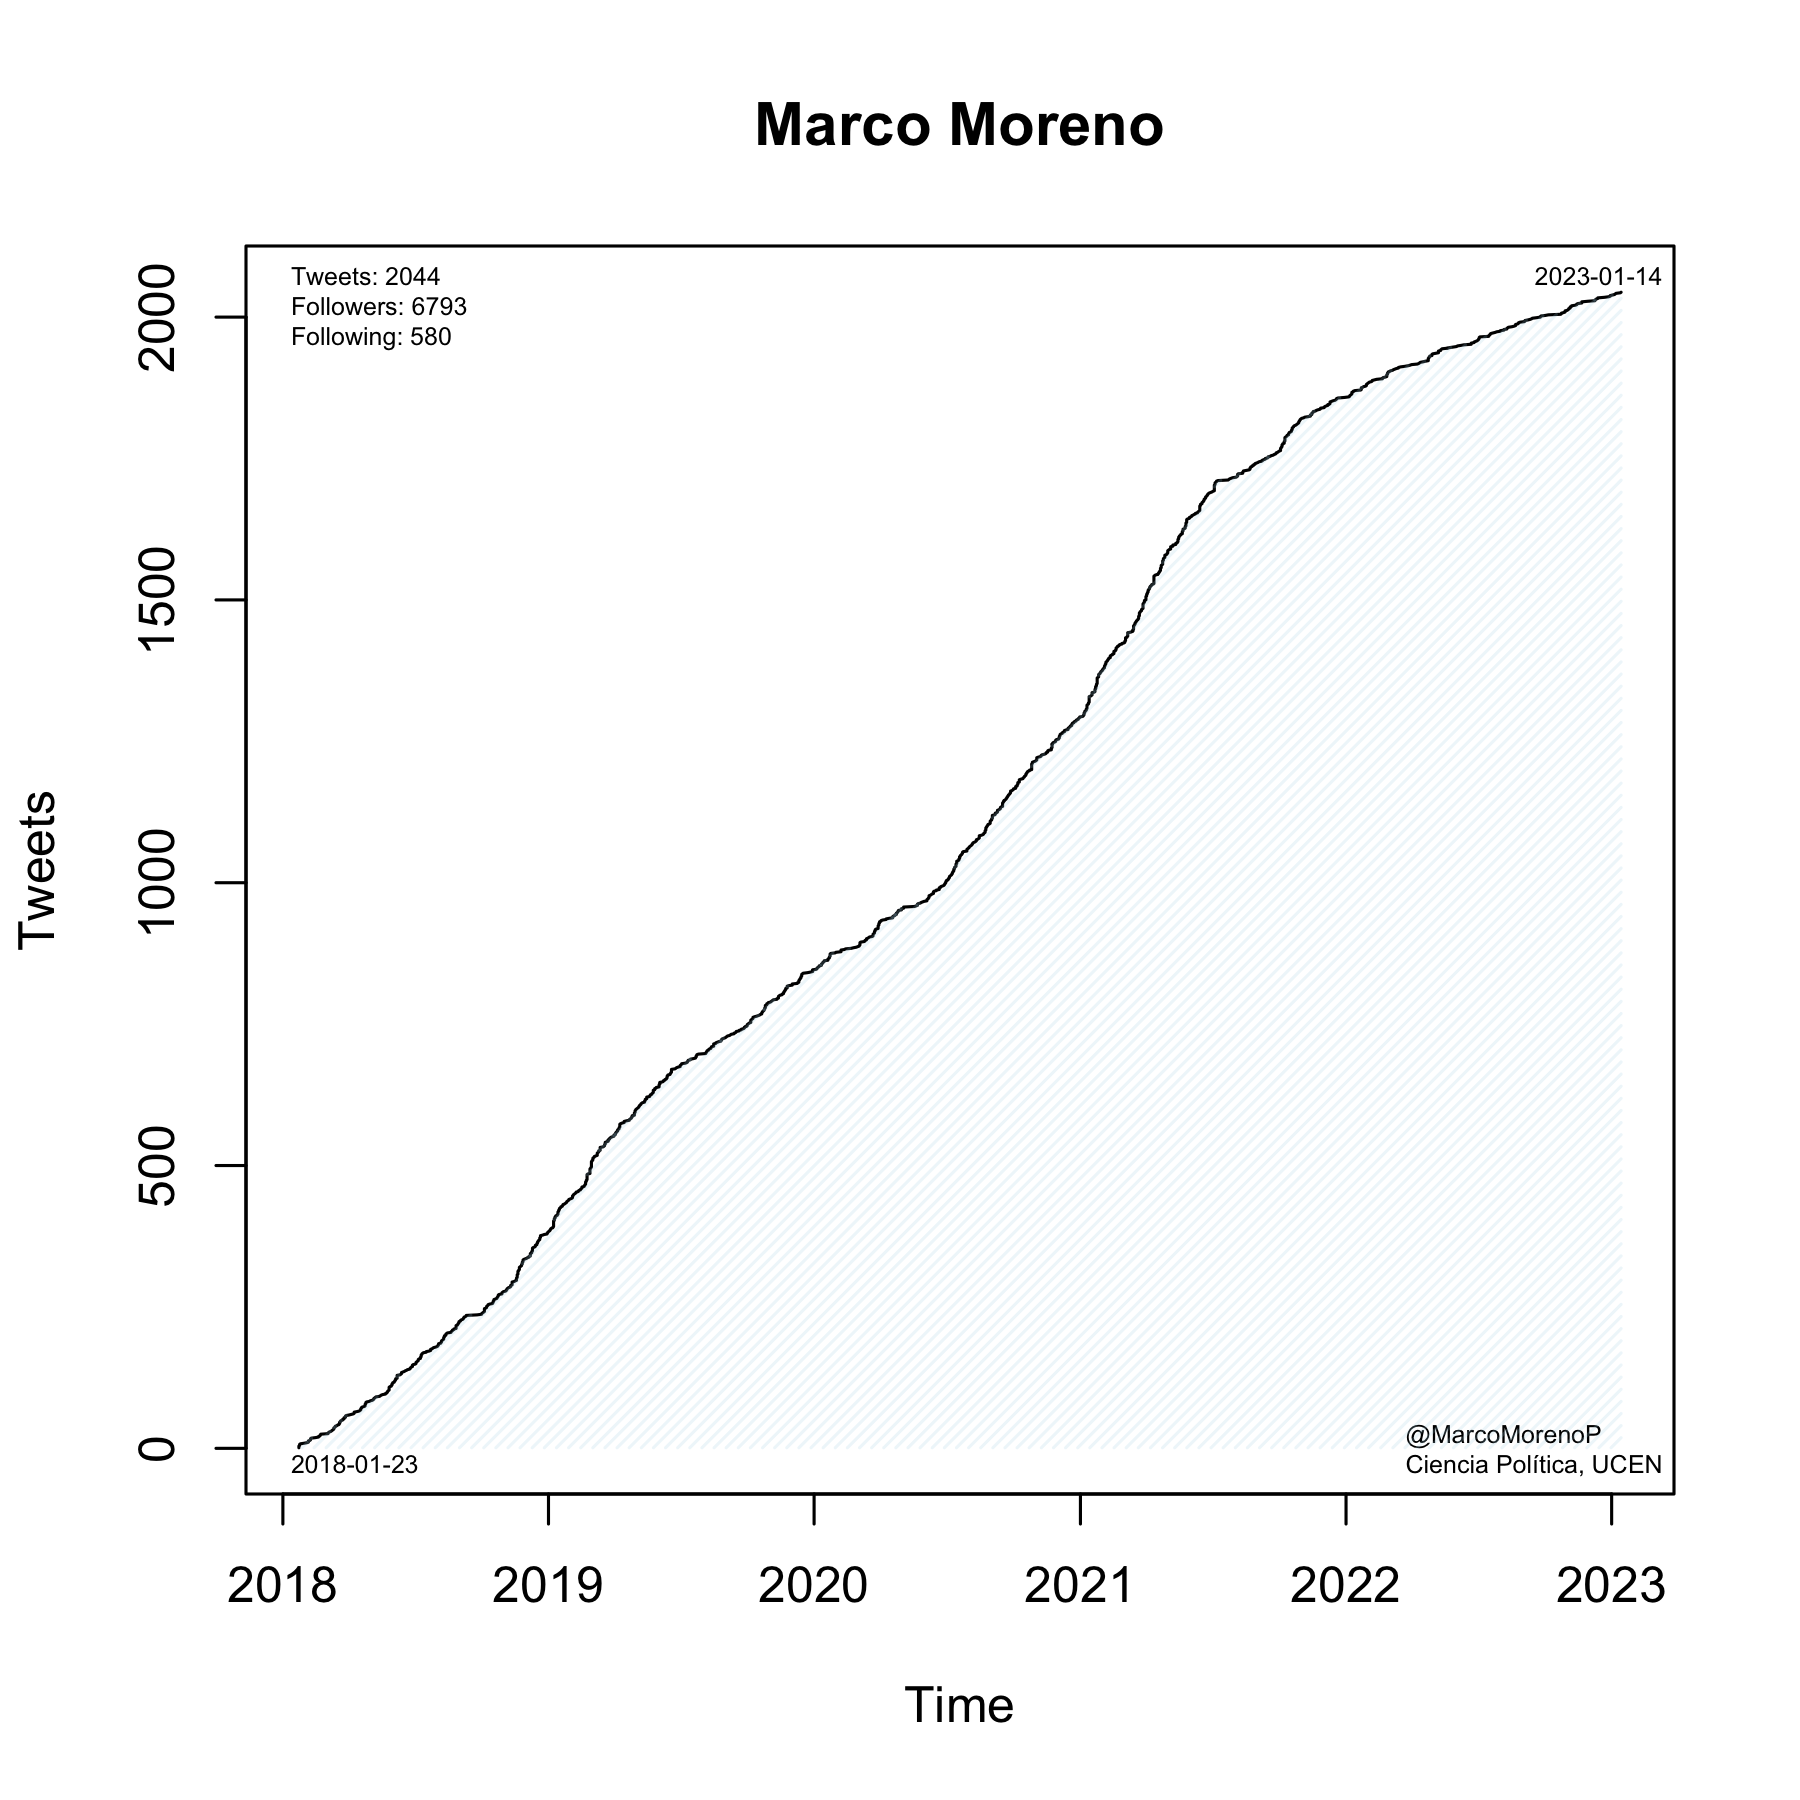 Marco Moreno
Tweets: 2044
Followers: 6793
Following: 580
2023-01-14
2000
1500
1000
500
0
Tweets
2018-01-23
@MarcoMorenoP
Ciencia Política, UCEN
2018 2019 2020 2021 2022 2023
Time